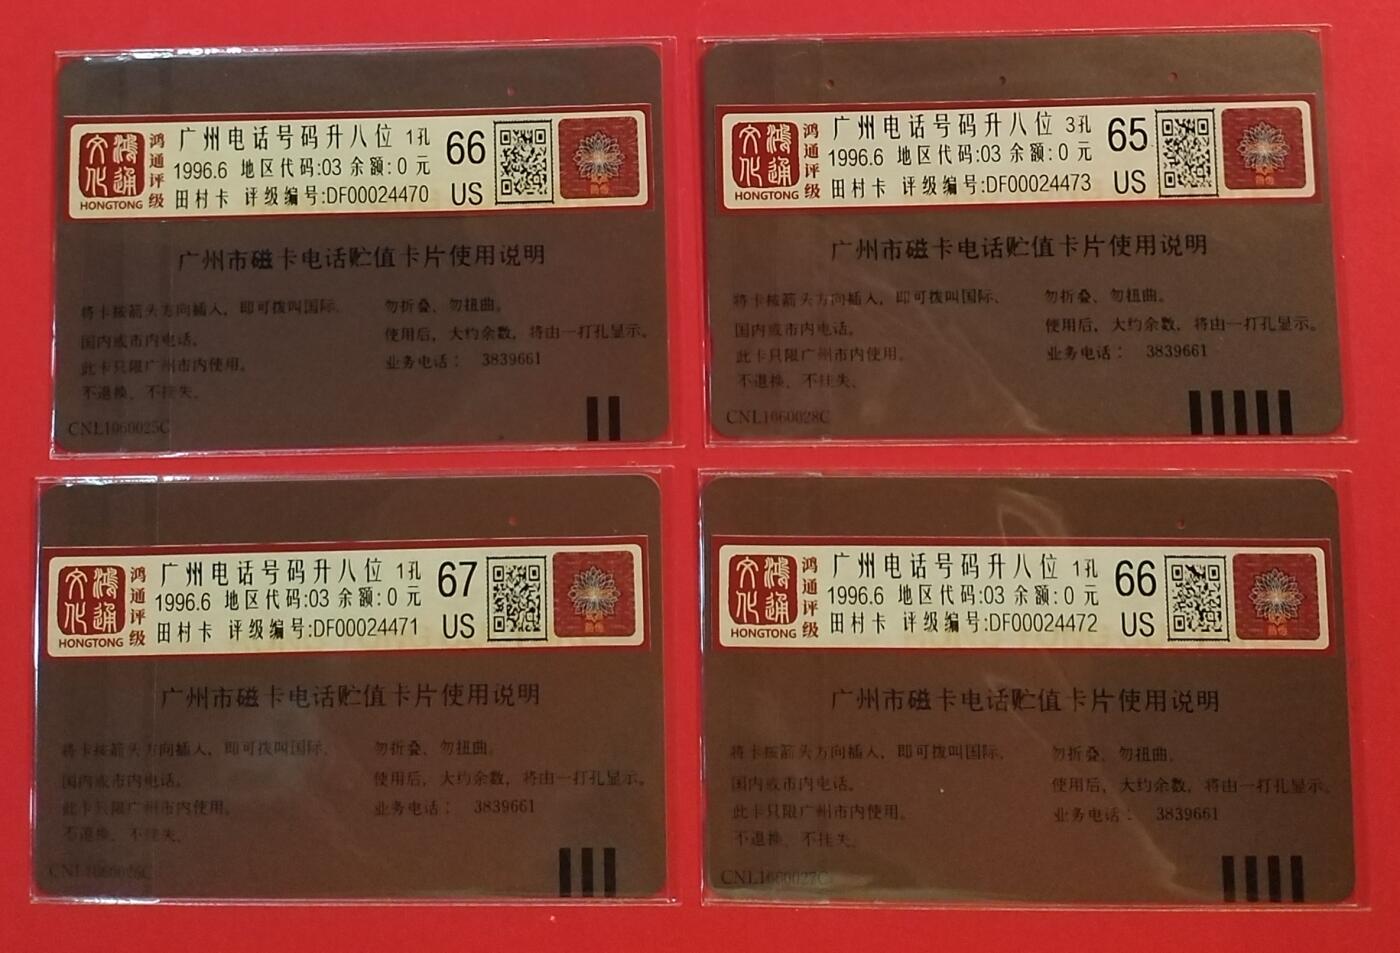 文 鸿
化 通
HONGTONG
鸿通评级
广州电话号码升八位 1孔
1996.6 地区代码:03 余额:0 元
田村卡 评级编号:DF00024470
66
US
广州市磁卡电话贮值卡片使用说明
将卡按箭头方向插入，即可拨叫国际、
国内或市内电话。
此卡只限广州市内使用。
不退换、不挂失。
勿折叠、勿扭曲。
使用后，大约余数，将由一打孔显示。
业务电话： 3839661
CNL1060025C
文 鸿
化 通
HONGTONG
鸿通评级
广州电话号码升八位 3孔
1996.6 地区代码:03 余额:0 元
田村卡 评级编号:DF00024473
65
US
广州市磁卡电话贮值卡片使用说明
将卡按箭头方向插入，即可拨叫国际、
国内或市内电话。
此卡只限广州市内使用。
不退换、不挂失。
勿折叠、勿扭曲。
使用后，大约余数，将由一打孔显示。
业务电话： 3839661
CNL1060028C
文 鸿
化 通
HONGTONG
鸿通评级
广州电话号码升八位 1孔
1996.6 地区代码:03 余额:0 元
田村卡 评级编号:DF00024471
67
US
广州市磁卡电话贮值卡片使用说明
将卡按箭头方向插入，即可拨叫国际、
国内或市内电话。
此卡只限广州市内使用。
不退换、不挂失。
勿折叠、勿扭曲。
使用后，大约余数，将由一打孔显示。
业务电话： 3839661
CNL1060026C
文 鸿
化 通
HONGTONG
鸿通评级
广州电话号码升八位 1孔
1996.6 地区代码:03 余额:0 元
田村卡 评级编号:DF00024472
66
US
广州市磁卡电话贮值卡片使用说明
将卡按箭头方向插入，即可拨叫国际、
国内或市内电话。
此卡只限广州市内使用。
不退换、不挂失。
勿折叠、勿扭曲。
使用后，大约余数，将由一打孔显示。
业务电话： 3839661
CNL1060027C